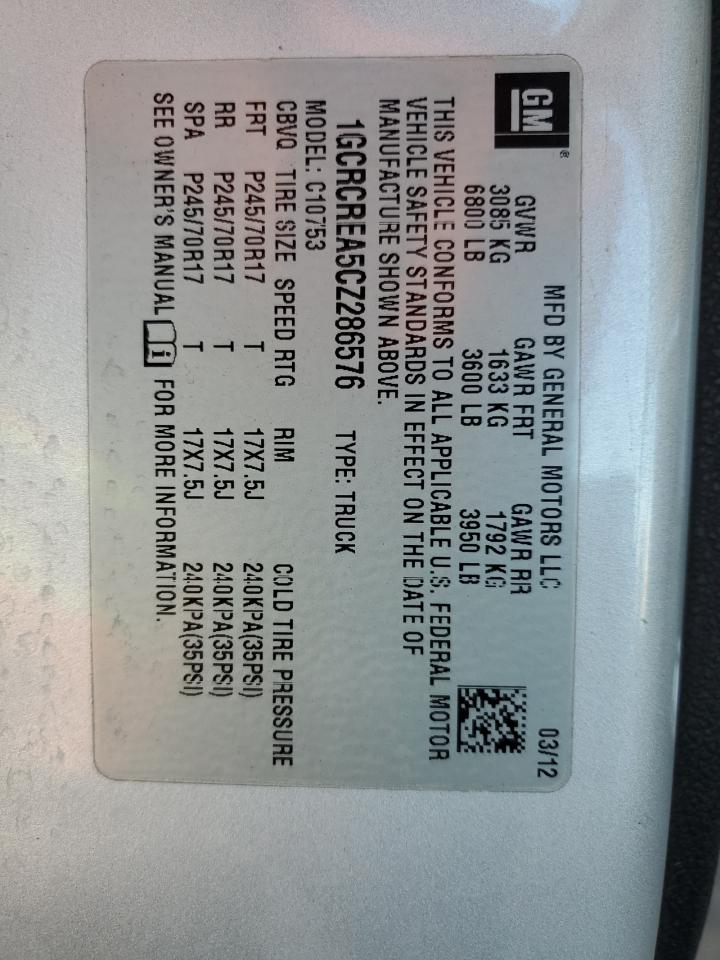 GM®
MFD BY GENERAL MOTORS LLC 03/12
GVWR GAWR FRT GAWR RR
3085 KG 1633 KG 1792 KG
6800 LB 3600 LB 3950 LB
THIS VEHICLE CONFORMS TO ALL APPLICABLE U.S. FEDERAL MOTOR
VEHICLE SAFETY STANDARDS IN EFFECT ON THE DATE OF
MANUFACTURE SHOWN ABOVE.
1GCRCREA5CZ286576 TYPE: TRUCK
MODEL: C10753
CBVQ TIRE SIZE SPEED RTG RIM COLD TIRE PRESSURE
FRT P245/70R17 T 17X7.5J 240KPA(35PSI)
RR P245/70R17 T 17X7.5J 240KPA(35PSI)
SPA P245/70R17 T 17X7.5J 240KPA(35PSI)
SEE OWNER'S MANUAL i FOR MORE INFORMATION.